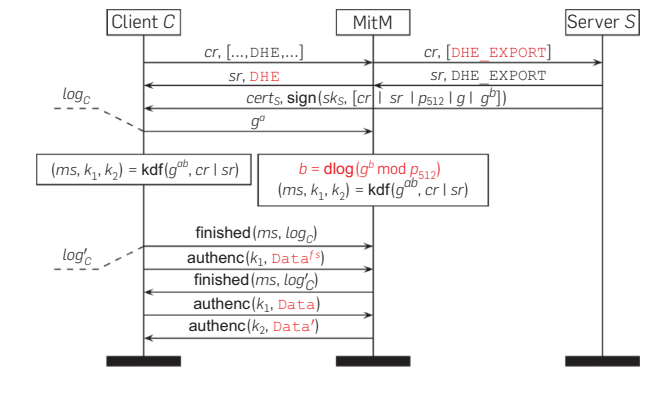 Client C MitM Server S
cr, [...,DHE,...] cr, [DHE_EXPORT]
sr, DHE sr, DHE_EXPORT
log_C certs_S, sign(sk_S, [cr | sr | p_512 | g | g^b])
g^a
(ms, k_1, k_2) = kdf(g^ab, cr | sr) b = dlog(g^b mod p_512)
(ms, k_1, k_2) = kdf(g^ab, cr | sr)
finished(ms, log_C)
log′_C authenc(k_1, Data^fs)
finished(ms, log′_C)
authenc(k_1, Data)
authenc(k_2, Data′)